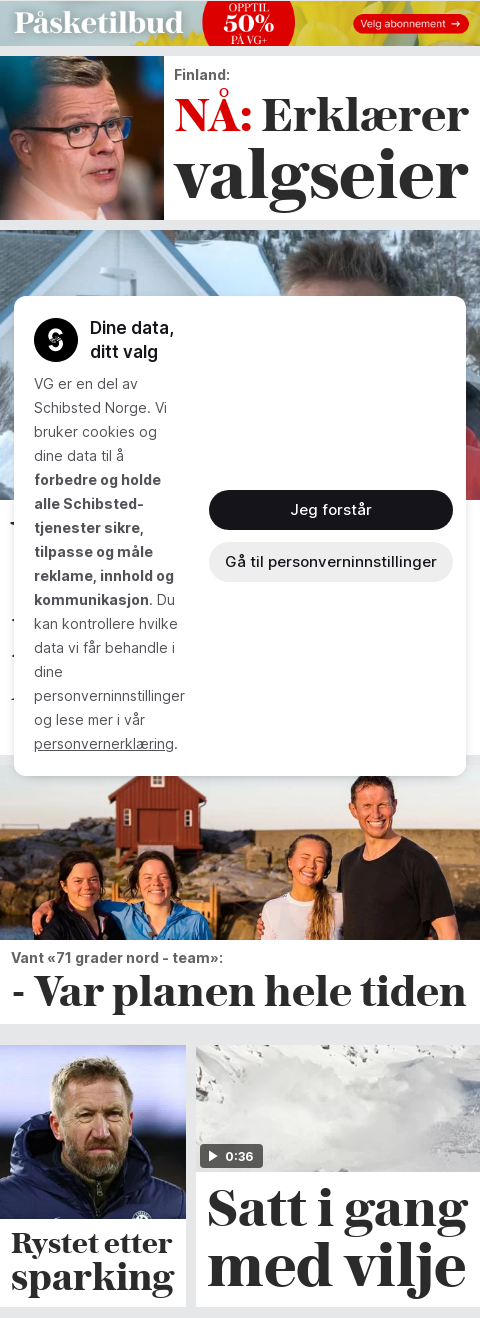 Påsketilbud
OPPTIL
50%
PÅ VG+
Velg abonnement →
Finland:
NÅ: Erklærer
valgseier
Dine data,
ditt valg
VG er en del av
Schibsted Norge. Vi
bruker cookies og
dine data til å
forbedre og holde
alle Schibsted-
tjenester sikre,
tilpasse og måle
reklame, innhold og
kommunikasjon. Du
kan kontrollere hvilke
data vi får behandle i
dine
personverninnstillinger
og lese mer i vår
personvernerklæring.
Jeg forstår
Gå til personverninnstillinger
Vant «71 grader nord - team»:
- Var planen hele tiden
Rystet etter
sparking
0:36
Satt i gang
med vilje